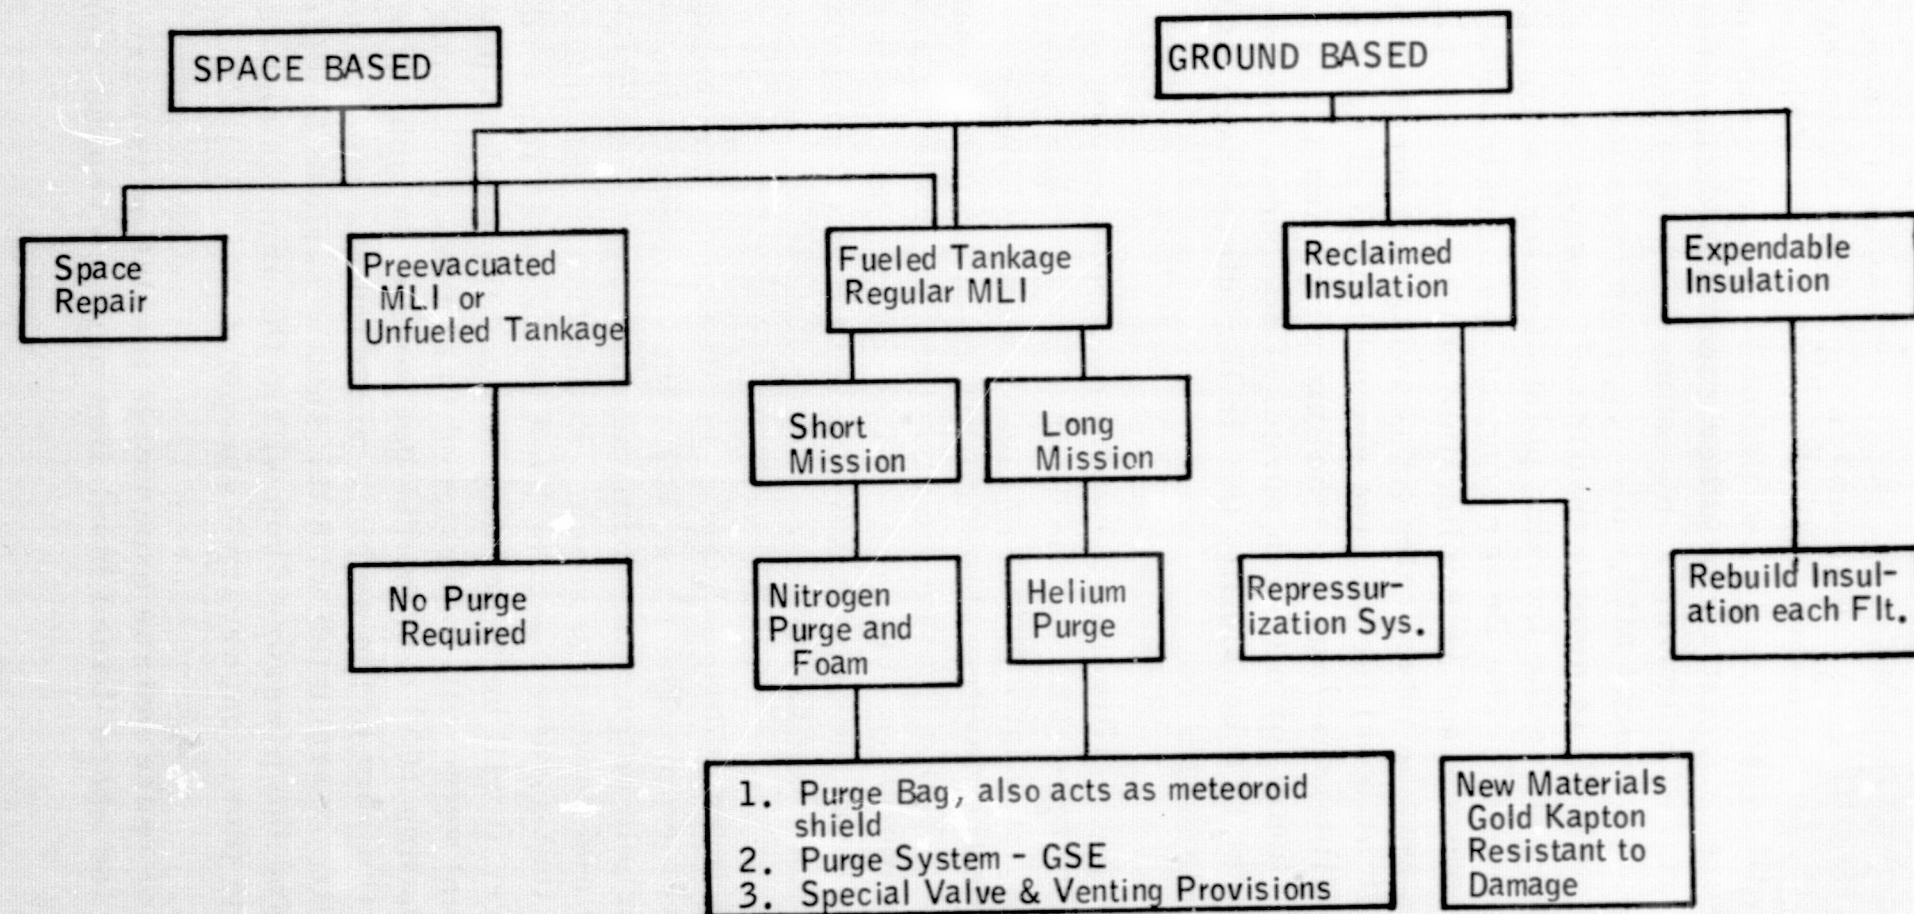 SPACE BASED
GROUND BASED
Space
Repair
Preevacuated
MLI or
Unfueled Tankage
Fueled Tankage
Regular MLI
Reclaimed
Insulation
Expendable
Insulation
Short
Mission
Long
Mission
No Purge
Required
Nitrogen
Purge and
Foam
Helium
Purge
Repressur-
ization Sys.
Rebuild Insul-
ation each Flt.
1. Purge Bag, also acts as meteoroid
shield
2. Purge System - GSE
3. Special Valve & Venting Provisions
New Materials
Gold Kapton
Resistant to
Damage